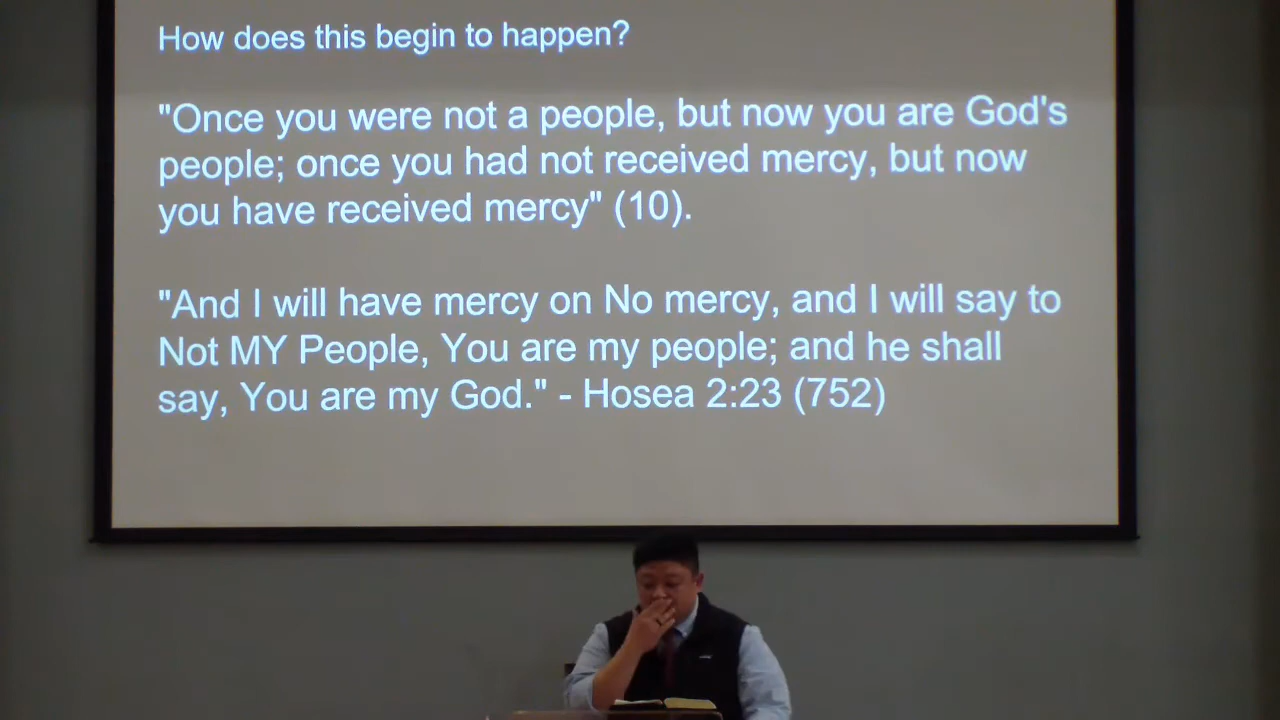 How does this begin to happen?
"Once you were not a people, but now you are God's
people; once you had not received mercy, but now
you have received mercy" (10).
"And I will have mercy on No mercy, and I will say to
Not MY People, You are my people; and he shall
say, You are my God." - Hosea 2:23 (752)